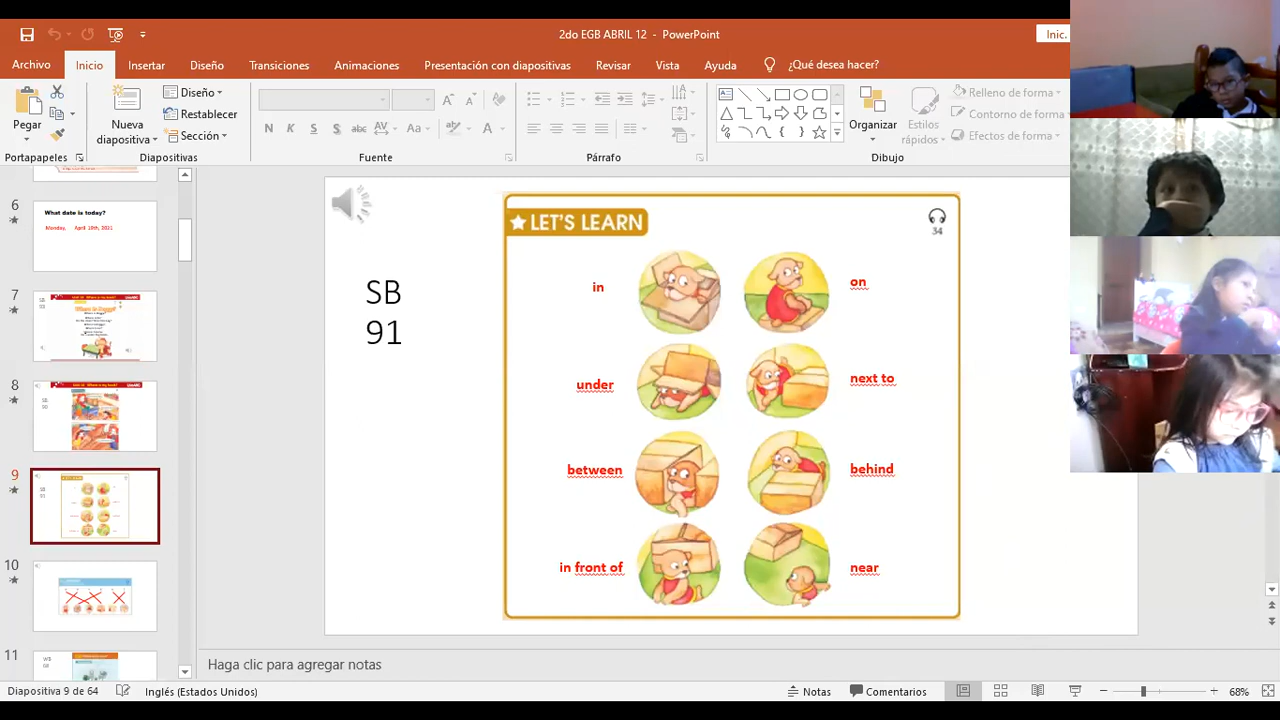 2do EGB ABRIL 12 - PowerPoint
Inic.
Archivo
Inicio
Insertar
Diseño
Transiciones
Animaciones
Presentación con diapositivas
Revisar
Vista
Ayuda
¿Qué desea hacer?
Pegar
Nueva diapositiva
Diseño
Restablecer
Sección
N K S S abc AV Aa A
Relleno de forma
Contorno de forma
Efectos de forma
Organizar
Estilos rápidos
Portapapeles
Diapositivas
Fuente
Párrafo
Dibujo
6
What date is today?
Monday, April 19th, 2021
7
8
9
10
11
SB
91
LET'S LEARN
34
in
on
under
next to
between
behind
in front of
near
Haga clic para agregar notas
Diapositiva 9 de 64
Inglés (Estados Unidos)
Notas
Comentarios
68%